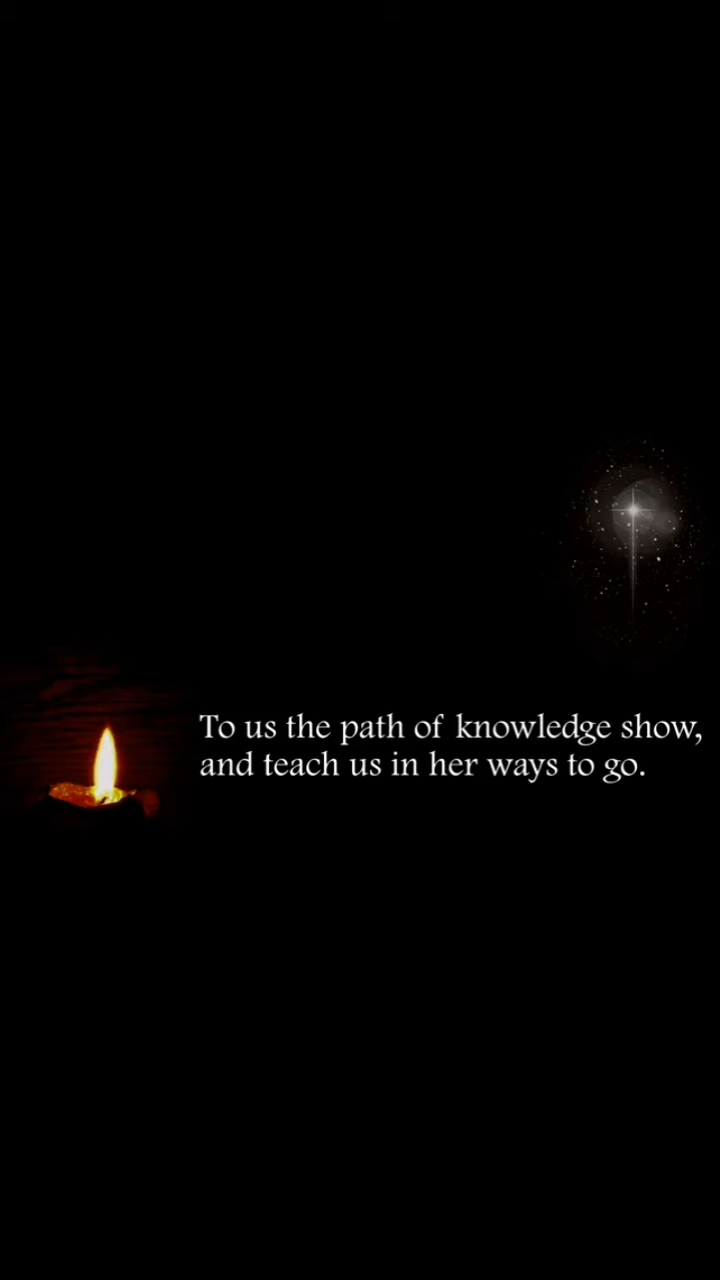 To us the path of knowledge show,
and teach us in her ways to go.